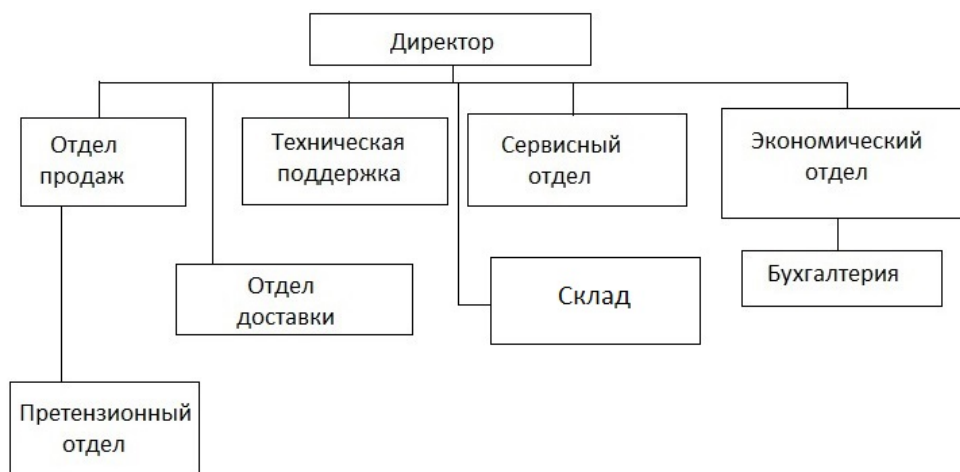 Директор
Отдел
продаж
Техническая
поддержка
Сервисный
отдел
Экономический
отдел
Отдел
доставки
Склад
Бухгалтерия
Претензионный
отдел